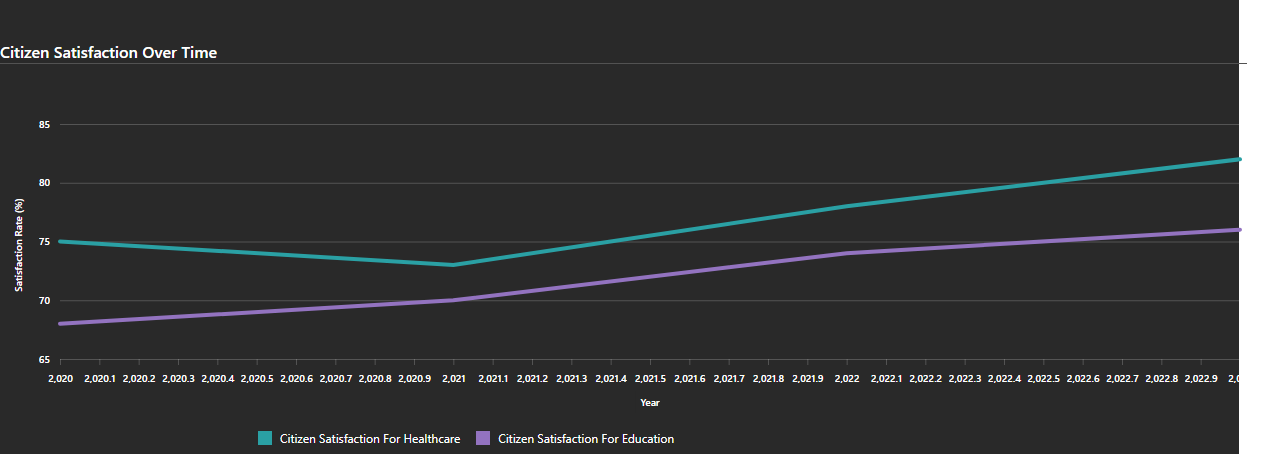 Citizen Satisfaction Over Time
85
80
75
70
65
Satisfaction Rate (%)
2,020 2,020.1 2,020.2 2,020.3 2,020.4 2,020.5 2,020.6 2,020.7 2,020.8 2,020.9 2,021 2,021.1 2,021.2 2,021.3 2,021.4 2,021.5 2,021.6 2,021.7 2,021.8 2,021.9 2,022 2,022.1 2,022.2 2,022.3 2,022.4 2,022.5 2,022.6 2,022.7 2,022.8 2,022.9
Year
Citizen Satisfaction For Healthcare Citizen Satisfaction For Education